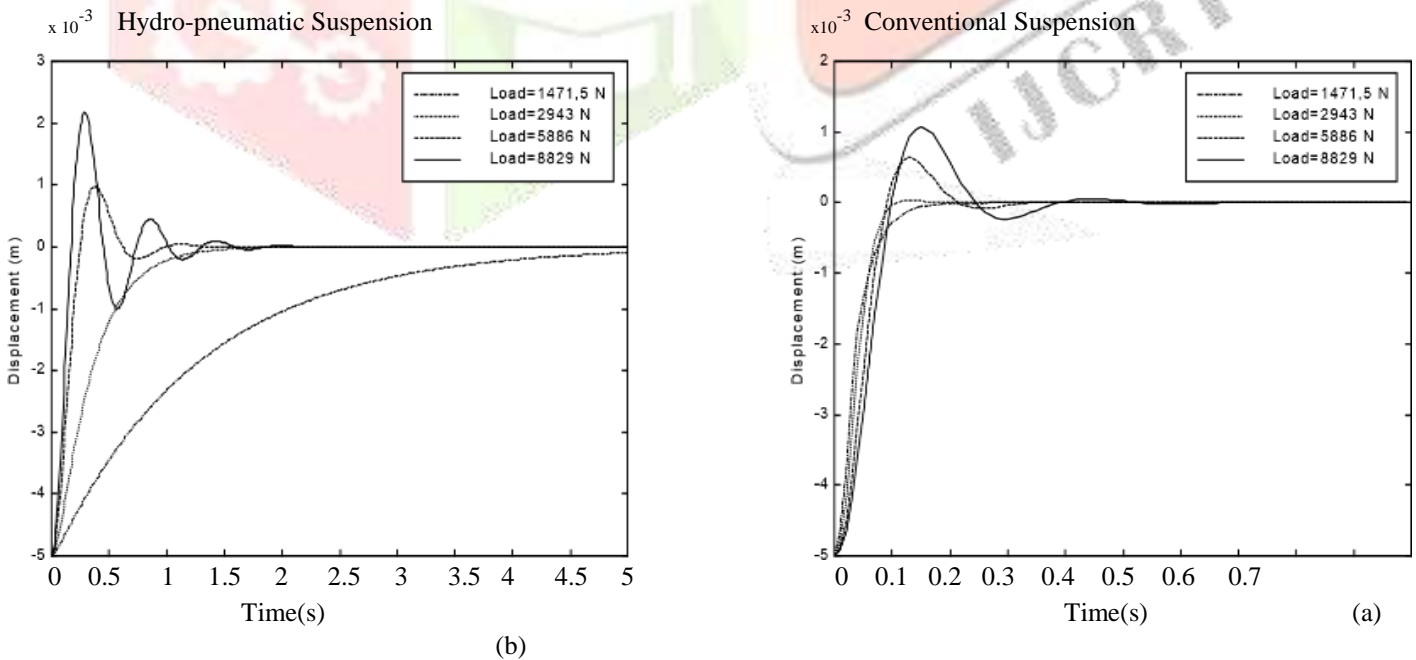 x 10-3 Hydro-pneumatic Suspension
3
2
1
0
-1
-2
-3
-4
-5
Displacement (m)
Load=1471,5 N
Load=2943 N
Load=5886 N
Load=8829 N
0 0.5 1 1.5 2 2.5 3 3.5 4 4.5 5
Time(s)
(b)
x10-3 Conventional Suspension
2
1
0
-1
-2
-3
-4
-5
Displacement (m)
Load=1471,5 N
Load=2943 N
Load=5886 N
Load=8829 N
0 0.1 0.2 0.3 0.4 0.5 0.6 0.7
Time(s)
(a)
IJCRT